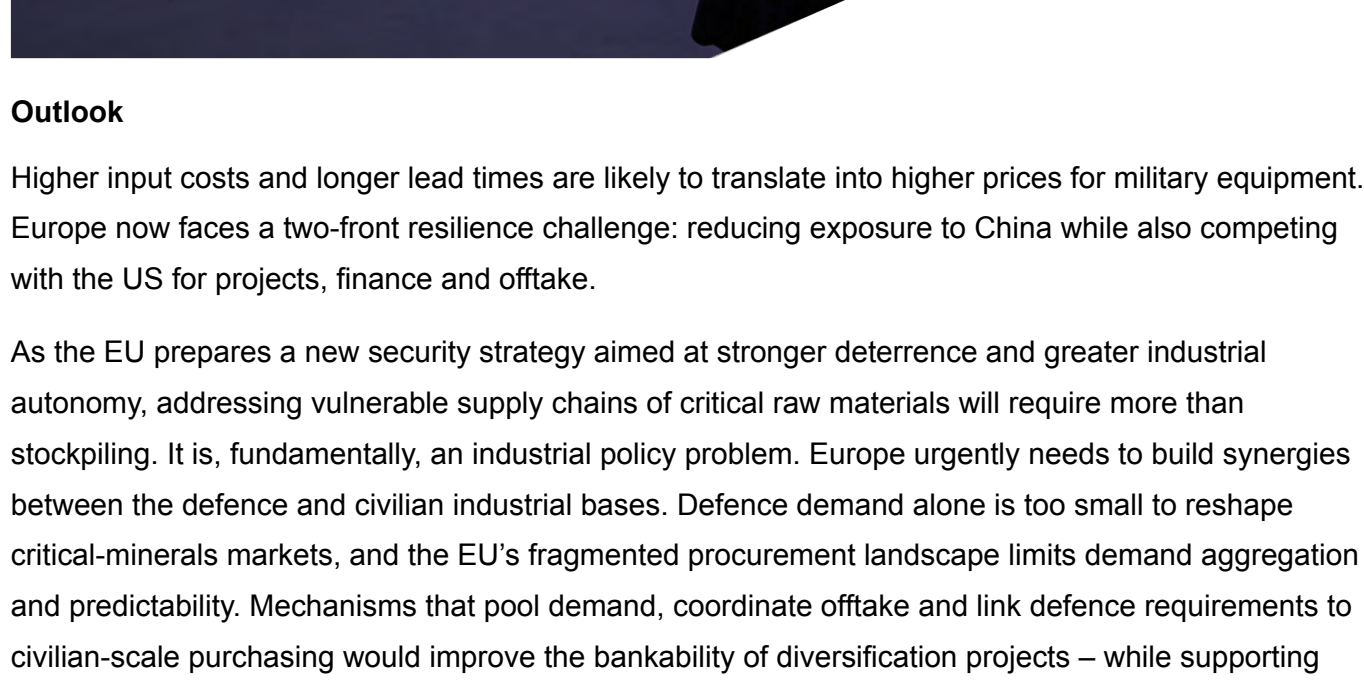 Outlook
Higher input costs and longer lead times are likely to translate into higher prices for military equipment.
Europe now faces a two-front resilience challenge: reducing exposure to China while also competing
with the US for projects, finance and offtake.
As the EU prepares a new security strategy aimed at stronger deterrence and greater industrial
autonomy, addressing vulnerable supply chains of critical raw materials will require more than
stockpiling. It is, fundamentally, an industrial policy problem. Europe urgently needs to build synergies
between the defence and civilian industrial bases. Defence demand alone is too small to reshape
critical-minerals markets, and the EU’s fragmented procurement landscape limits demand aggregation
and predictability. Mechanisms that pool demand, coordinate offtake and link defence requirements to
civilian-scale purchasing would improve the bankability of diversification projects – while supporting